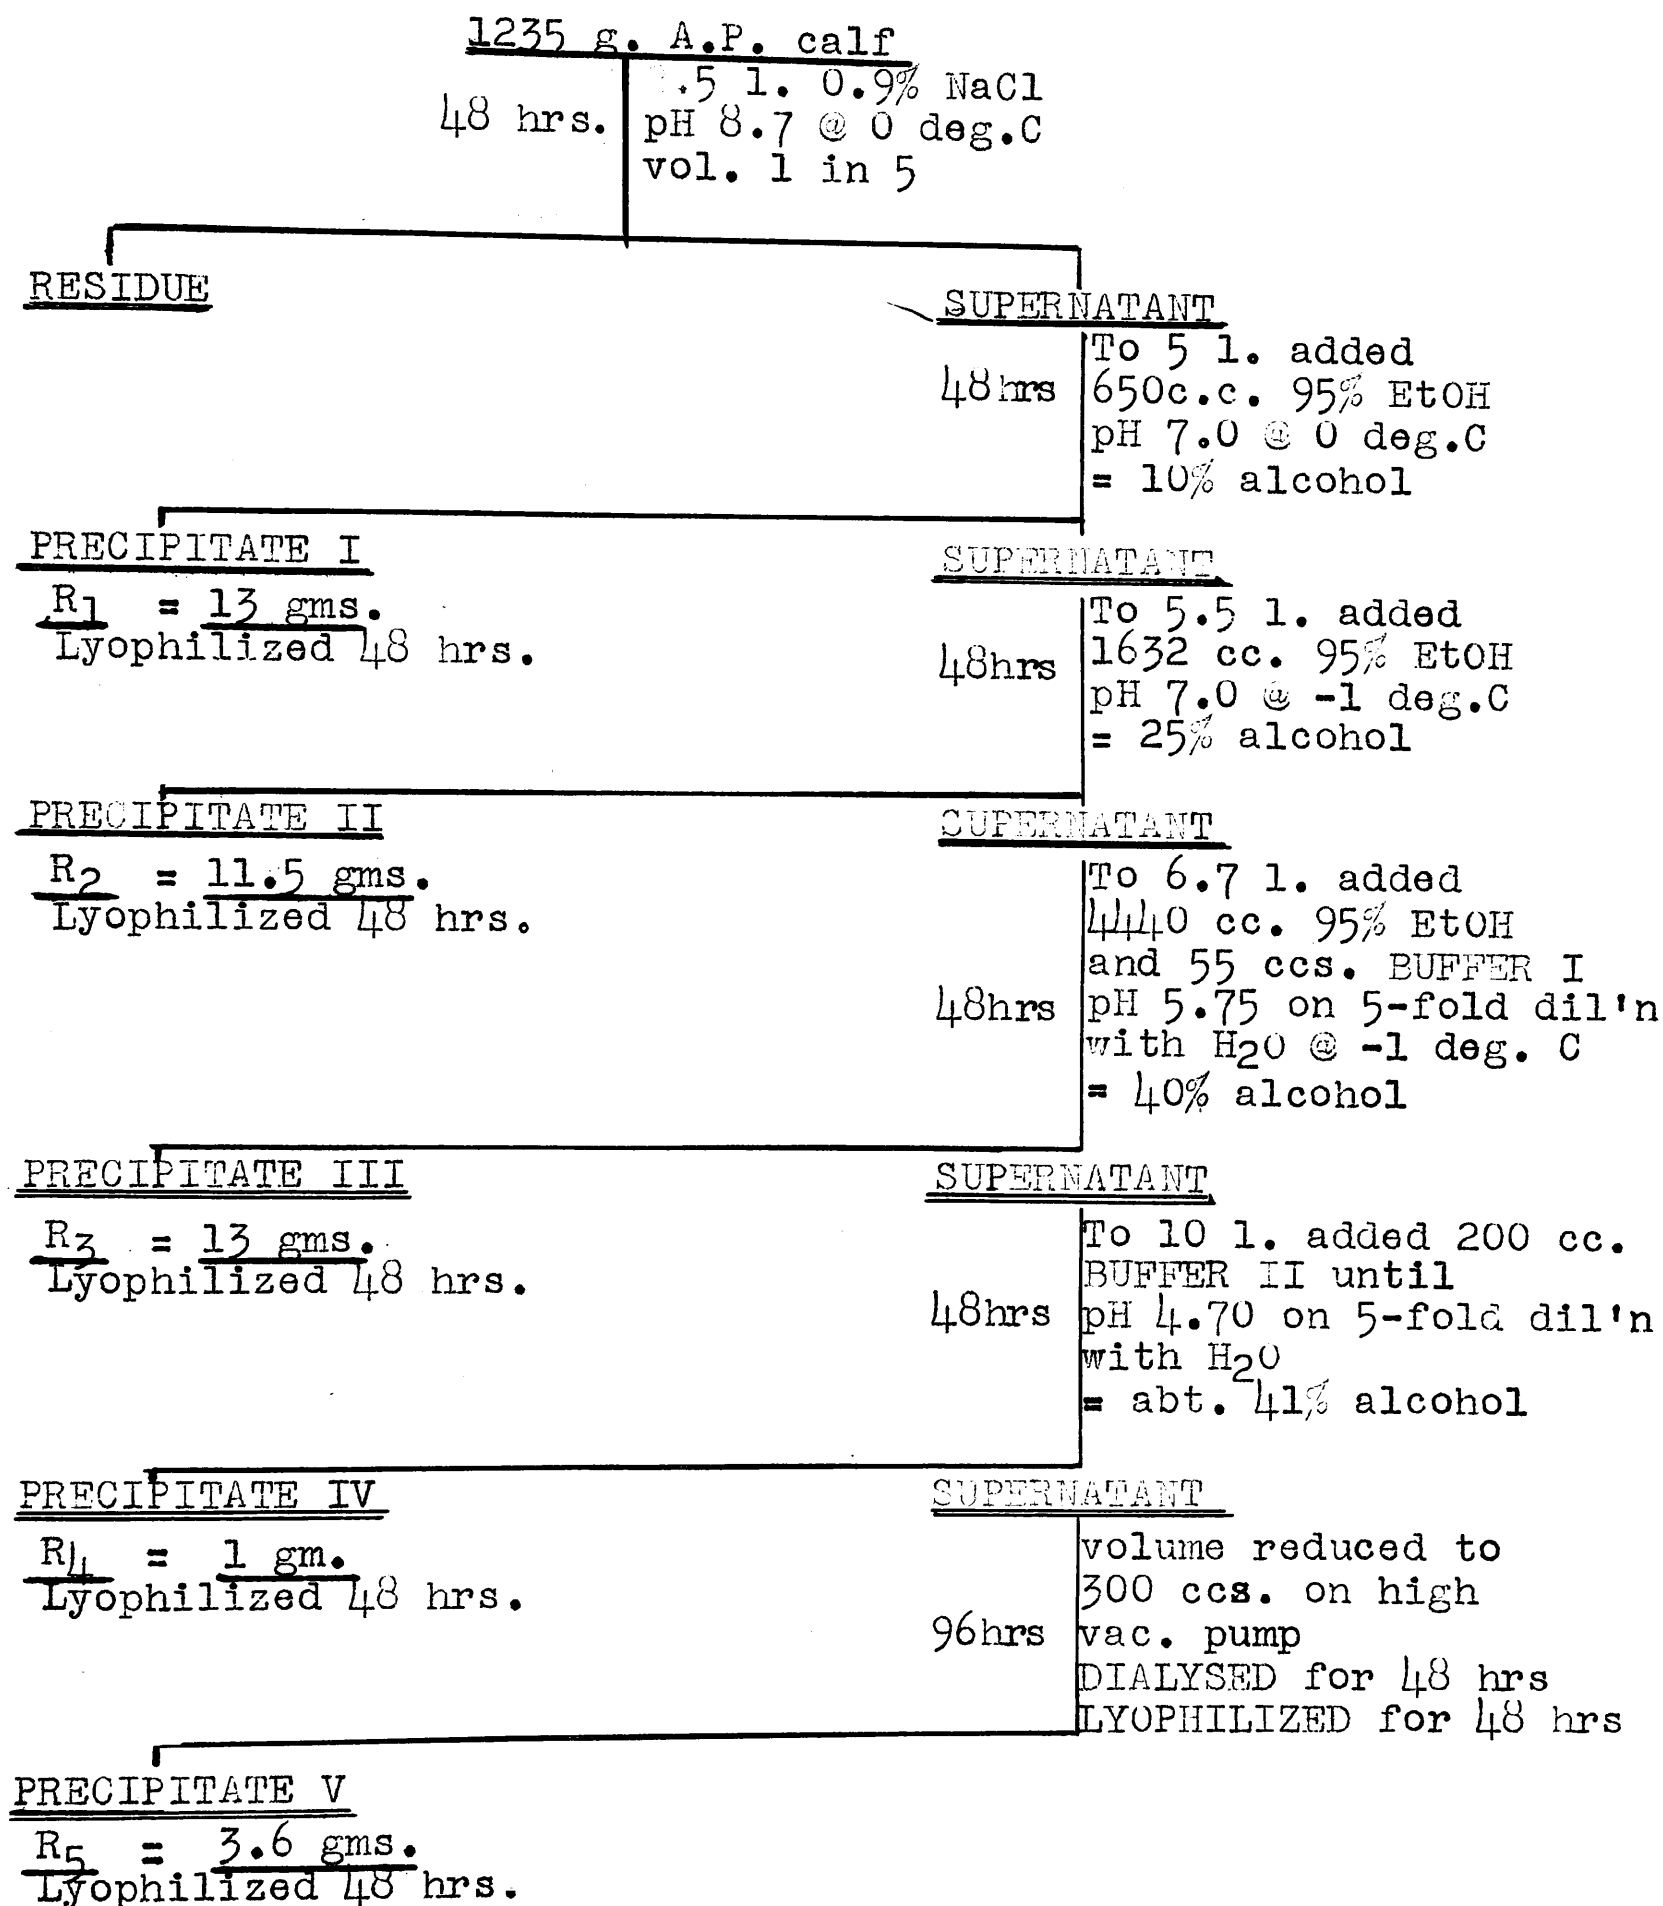 1235 g. A.P. calf
.5 l. 0.9% NaCl
48 hrs.
pH 8.7 @ 0 deg.C
vol. 1 in 5
RESIDUE
SUPERNATANT
To 5 l. added
48hrs
650c.c. 95% EtOH
pH 7.0 @ 0 deg.C
= 10% alcohol
PRECIPITATE I
R1 = 13 gms.
Lyophilized 48 hrs.
SUPERNATANT
To 5.5 l. added
48hrs
1632 cc. 95% EtOH
pH 7.0 @ -1 deg.C
= 25% alcohol
PRECIPITATE II
R2 = 11.5 gms.
Lyophilized 48 hrs.
SUPERNATANT
To 6.7 l. added
4440 cc. 95% EtOH
and 55 ccs. BUFFER I
48hrs
pH 5.75 on 5-fold dil'n
with H2O @ -1 deg. C
= 40% alcohol
PRECIPITATE III
R3 = 13 gms.
Lyophilized 48 hrs.
SUPERNATANT
To 10 l. added 200 cc.
BUFFER II until
48hrs
pH 4.70 on 5-fold dil'n
with H2O
= abt. 41% alcohol
PRECIPITATE IV
R4 = 1 gm.
Lyophilized 48 hrs.
SUPERNATANT
volume reduced to
300 ccs. on high
96hrs
vac. pump
DIALYSED for 48 hrs
LYOPHILIZED for 48 hrs
PRECIPITATE V
R5 = 3.6 gms.
Lyophilized 48 hrs.